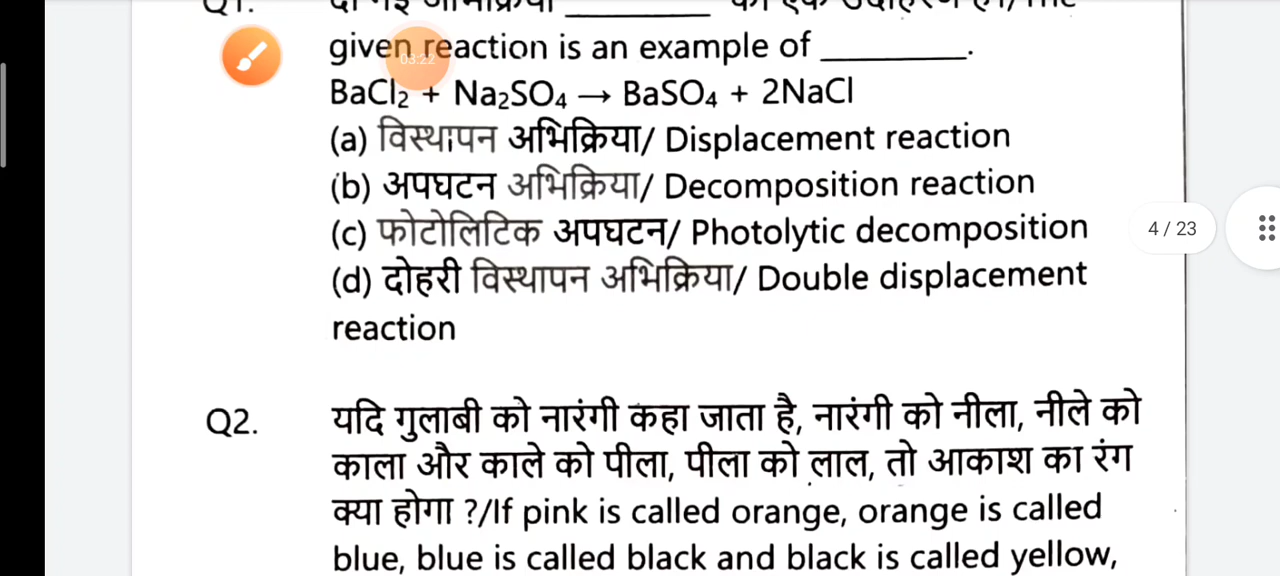 given reaction is an example of ________.
03:22
BaCl₂ + Na₂SO₄ → BaSO₄ + 2NaCl
(a) विस्थापन अभिक्रिया/ Displacement reaction
(b) अपघटन अभिक्रिया/ Decomposition reaction
(c) फोटोलिटिक अपघटन/ Photolytic decomposition
4 / 23
(d) दोहरी विस्थापन अभिक्रिया/ Double displacement
reaction
Q2. यदि गुलाबी को नारंगी कहा जाता है, नारंगी को नीला, नीले को
काला और काले को पीला, पीला को लाल, तो आकाश का रंग
क्या होगा ?/If pink is called orange, orange is called
blue, blue is called black and black is called yellow,